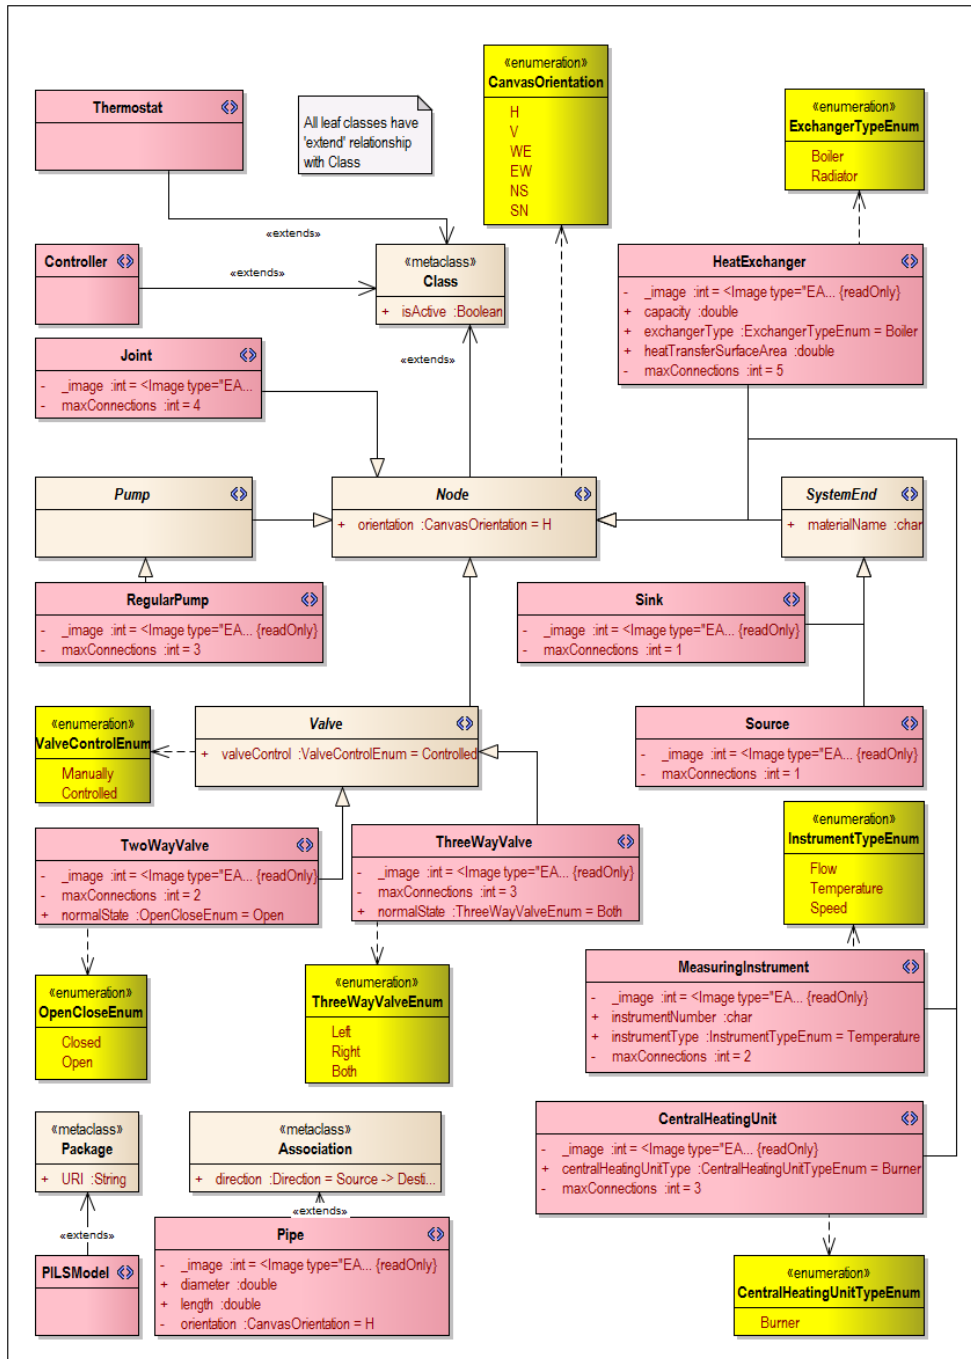 «enumeration»
CanvasOrientation
H
V
WE
EW
NS
SN
Thermostat
All leaf classes have
'extend' relationship
with Class
«enumeration»
ExchangerTypeEnum
Boiler
Radiator
«extends»
Controller
«extends»
«metaclass»
Class
+ isActive :Boolean
«extends»
HeatExchanger
- _image :int = <Image type="EA... {readOnly}
+ capacity :double
+ exchangerType :ExchangerTypeEnum = Boiler
+ heatTransferSurfaceArea :double
- maxConnections :int = 5
Joint
- _image :int = <Image type="EA...
- maxConnections :int = 4
Pump
Node
+ orientation :CanvasOrientation = H
SystemEnd
+ materialName :char
RegularPump
- _image :int = <Image type="EA... {readOnly}
- maxConnections :int = 3
Sink
- _image :int = <Image type="EA... {readOnly}
- maxConnections :int = 1
«enumeration»
ValveControlEnum
Manually
Controlled
Valve
+ valveControl :ValveControlEnum = Controlled
Source
- _image :int = <Image type="EA... {readOnly}
- maxConnections :int = 1
TwoWayValve
- _image :int = <Image type="EA... {readOnly}
- maxConnections :int = 2
+ normalState :OpenCloseEnum = Open
ThreeWayValve
- _image :int = <Image type="EA... {readOnly}
- maxConnections :int = 3
+ normalState :ThreeWayValveEnum = Both
«enumeration»
InstrumentTypeEnum
Flow
Temperature
Speed
«enumeration»
OpenCloseEnum
Closed
Open
«enumeration»
ThreeWayValveEnum
Left
Right
Both
MeasuringInstrument
- _image :int = <Image type="EA... {readOnly}
+ instrumentNumber :char
+ instrumentType :InstrumentTypeEnum = Temperature
- maxConnections :int = 2
«metaclass»
Package
+ URI :String
«metaclass»
Association
+ direction :Direction = Source -> Desti...
CentralHeatingUnit
- _image :int = <Image type="EA... {readOnly}
+ centralHeatingUnitType :CentralHeatingUnitTypeEnum = Burner
- maxConnections :int = 3
«extends»
«extends»
PILSModel
Pipe
- _image :int = <Image type="EA... {readOnly}
+ diameter :double
+ length :double
- orientation :CanvasOrientation = H
«enumeration»
CentralHeatingUnitTypeEnum
Burner